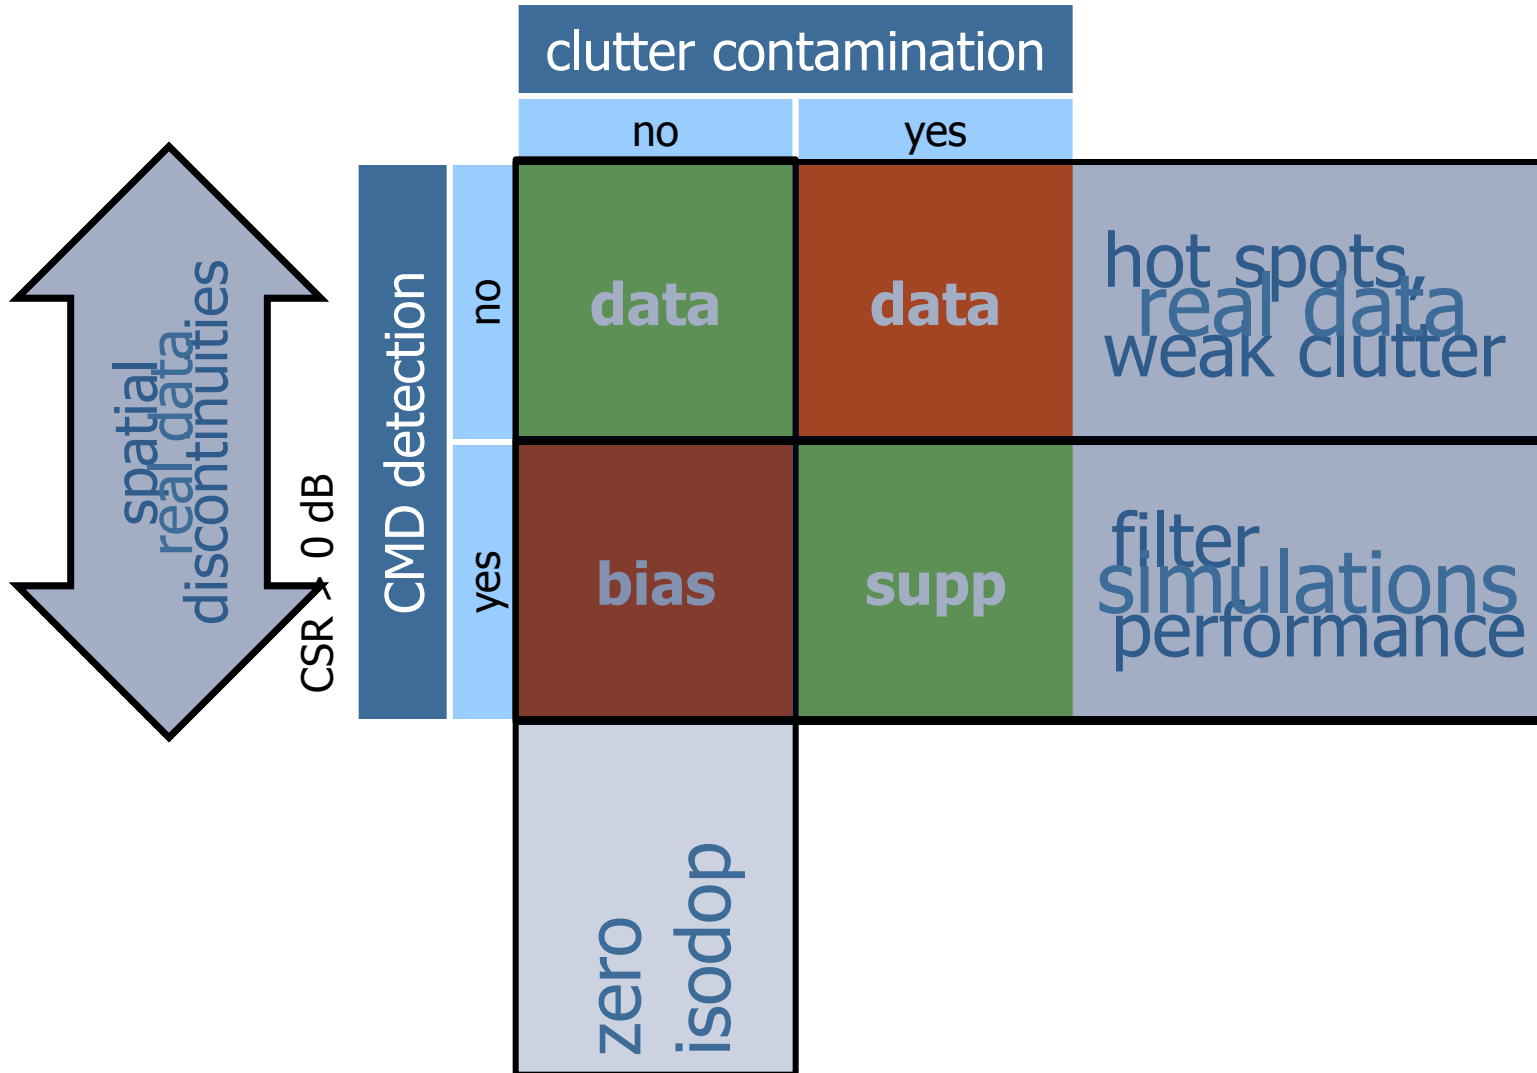 clutter contamination
no
yes
CMD detection
CSR > 0 dB
no
data
data
hot spots,
weak clutter
real data
spatial
discontinuities
real data
yes
bias
supp
filter
performance
simulations
zero
isodop